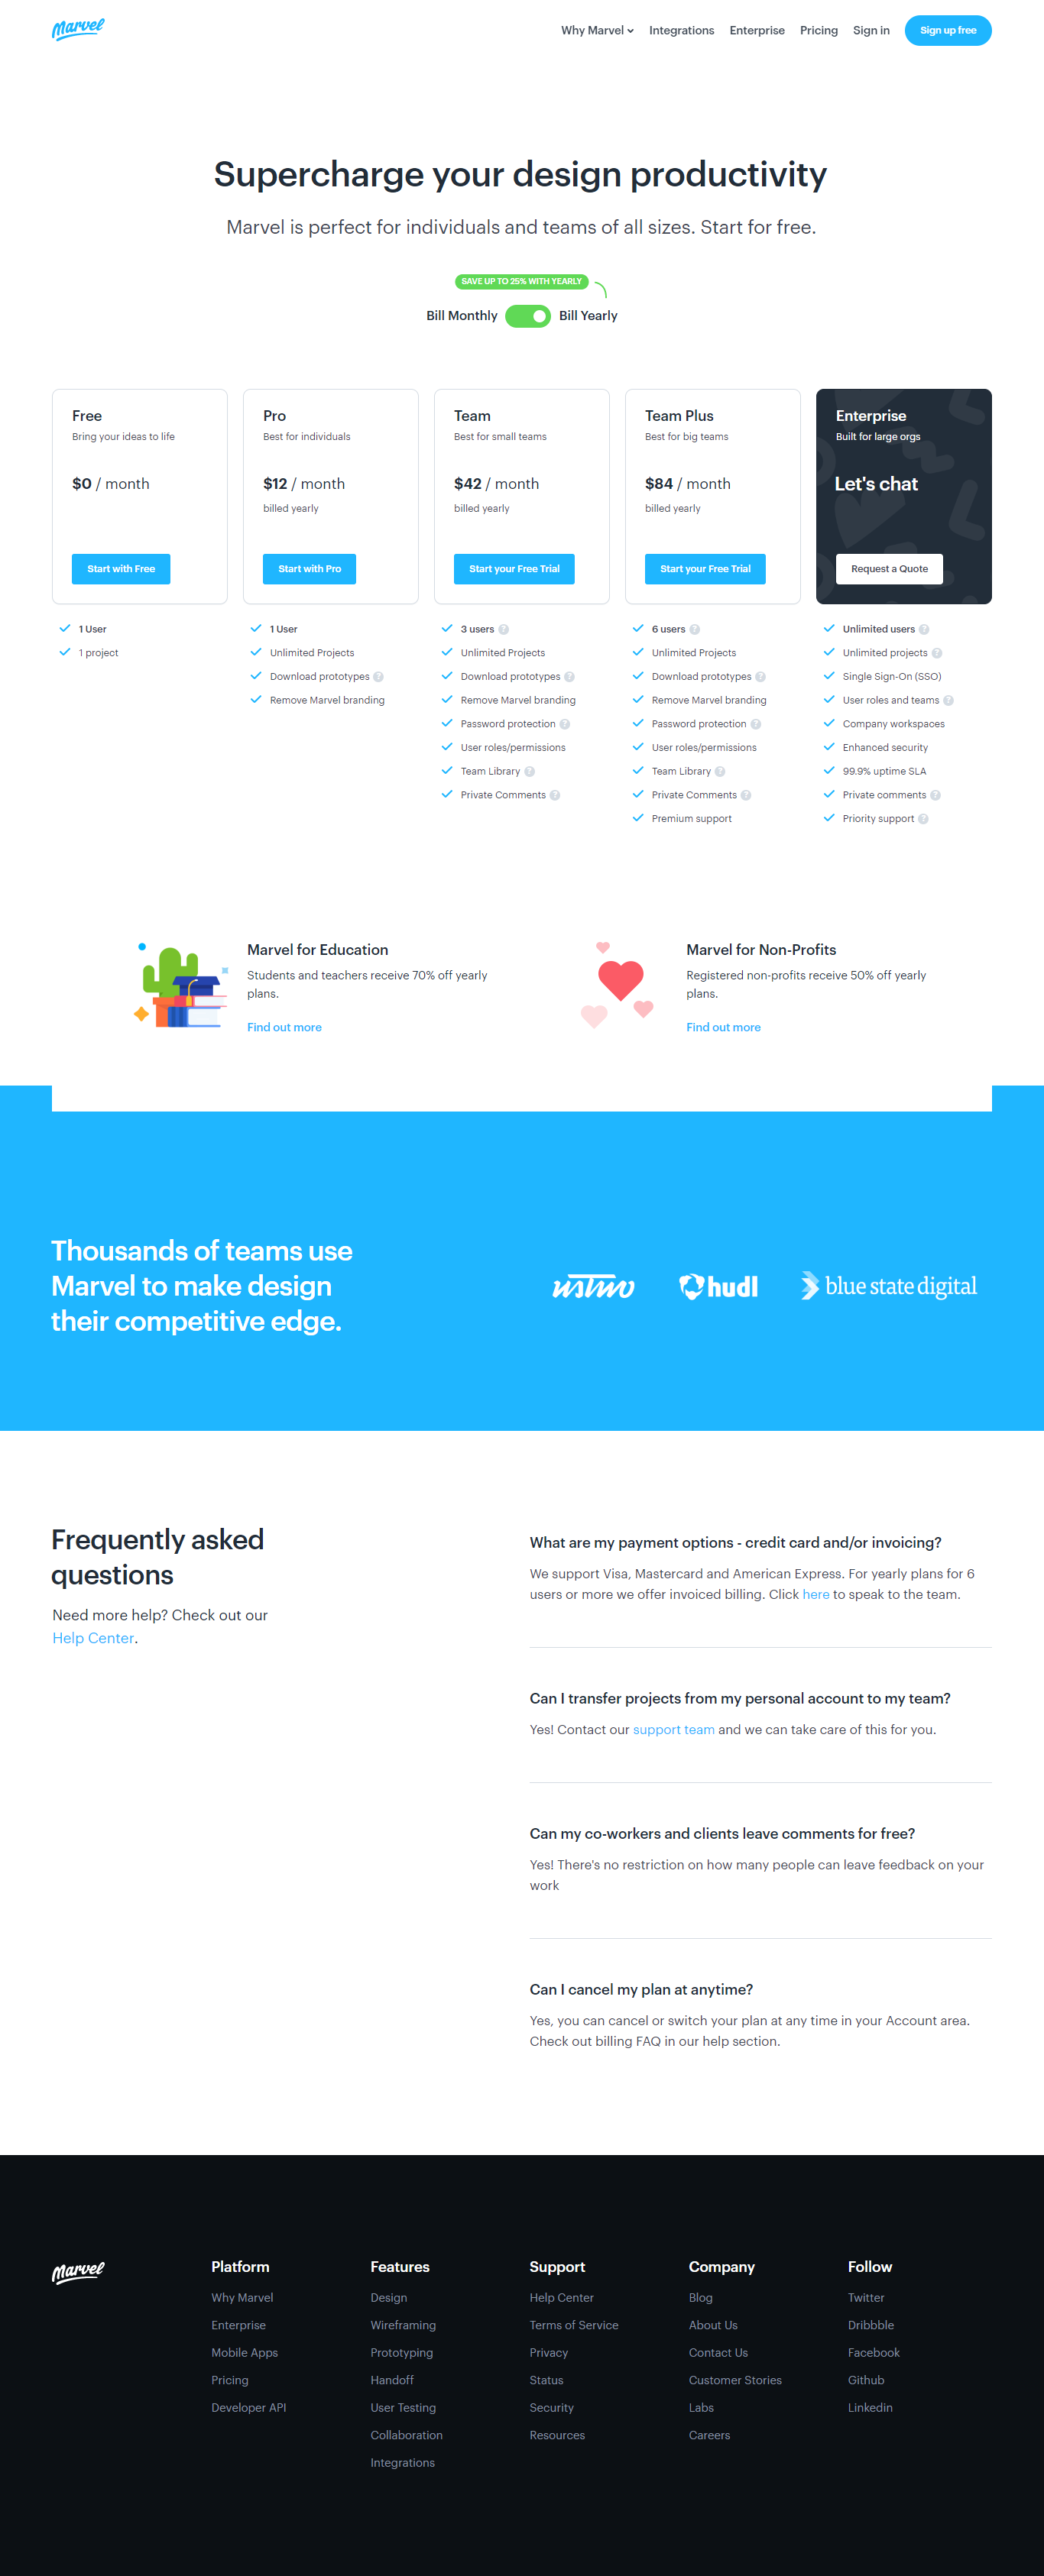 Marvel
Why Marvel
Integrations
Enterprise
Pricing
Sign in
Sign up free
Supercharge your design productivity
Marvel is perfect for individuals and teams of all sizes. Start for free.
SAVE UP TO 25% WITH YEARLY
Bill Monthly
Bill Yearly
Free
Bring your ideas to life
$0 / month
Start with Free
1 User
1 project
Pro
Best for individuals
$12 / month
billed yearly
Start with Pro
1 User
Unlimited Projects
Download prototypes ?
Remove Marvel branding
Team
Best for small teams
$42 / month
billed yearly
Start your Free Trial
3 users ?
Unlimited Projects
Download prototypes ?
Remove Marvel branding
Password protection ?
User roles/permissions
Team Library ?
Private Comments ?
Team Plus
Best for big teams
$84 / month
billed yearly
Start your Free Trial
6 users ?
Unlimited Projects
Download prototypes ?
Remove Marvel branding
Password protection ?
User roles/permissions
Team Library ?
Private Comments ?
Premium support
Enterprise
Built for large orgs
Let's chat
Request a Quote
Unlimited users ?
Unlimited projects ?
Single Sign-On (SSO)
User roles and teams ?
Company workspaces
Enhanced security
99.9% uptime SLA
Private comments ?
Priority support ?
Marvel for Education
Students and teachers receive 70% off yearly
plans.
Find out more
Marvel for Non-Profits
Registered non-profits receive 50% off yearly
plans.
Find out more
Thousands of teams use
Marvel to make design
their competitive edge.
ustwo
hudl
blue state digital
Frequently asked
questions
Need more help? Check out our
Help Center.
What are my payment options - credit card and/or invoicing?
We support Visa, Mastercard and American Express. For yearly plans for 6
users or more we offer invoiced billing. Click here to speak to the team.
Can I transfer projects from my personal account to my team?
Yes! Contact our support team and we can take care of this for you.
Can my co-workers and clients leave comments for free?
Yes! There's no restriction on how many people can leave feedback on your
work
Can I cancel my plan at anytime?
Yes, you can cancel or switch your plan at any time in your Account area.
Check out billing FAQ in our help section.
Marvel
Platform
Why Marvel
Enterprise
Mobile Apps
Pricing
Developer API
Features
Design
Wireframing
Prototyping
Handoff
User Testing
Collaboration
Integrations
Support
Help Center
Terms of Service
Privacy
Status
Security
Resources
Company
Blog
About Us
Contact Us
Customer Stories
Labs
Careers
Follow
Twitter
Dribbble
Facebook
Github
Linkedin